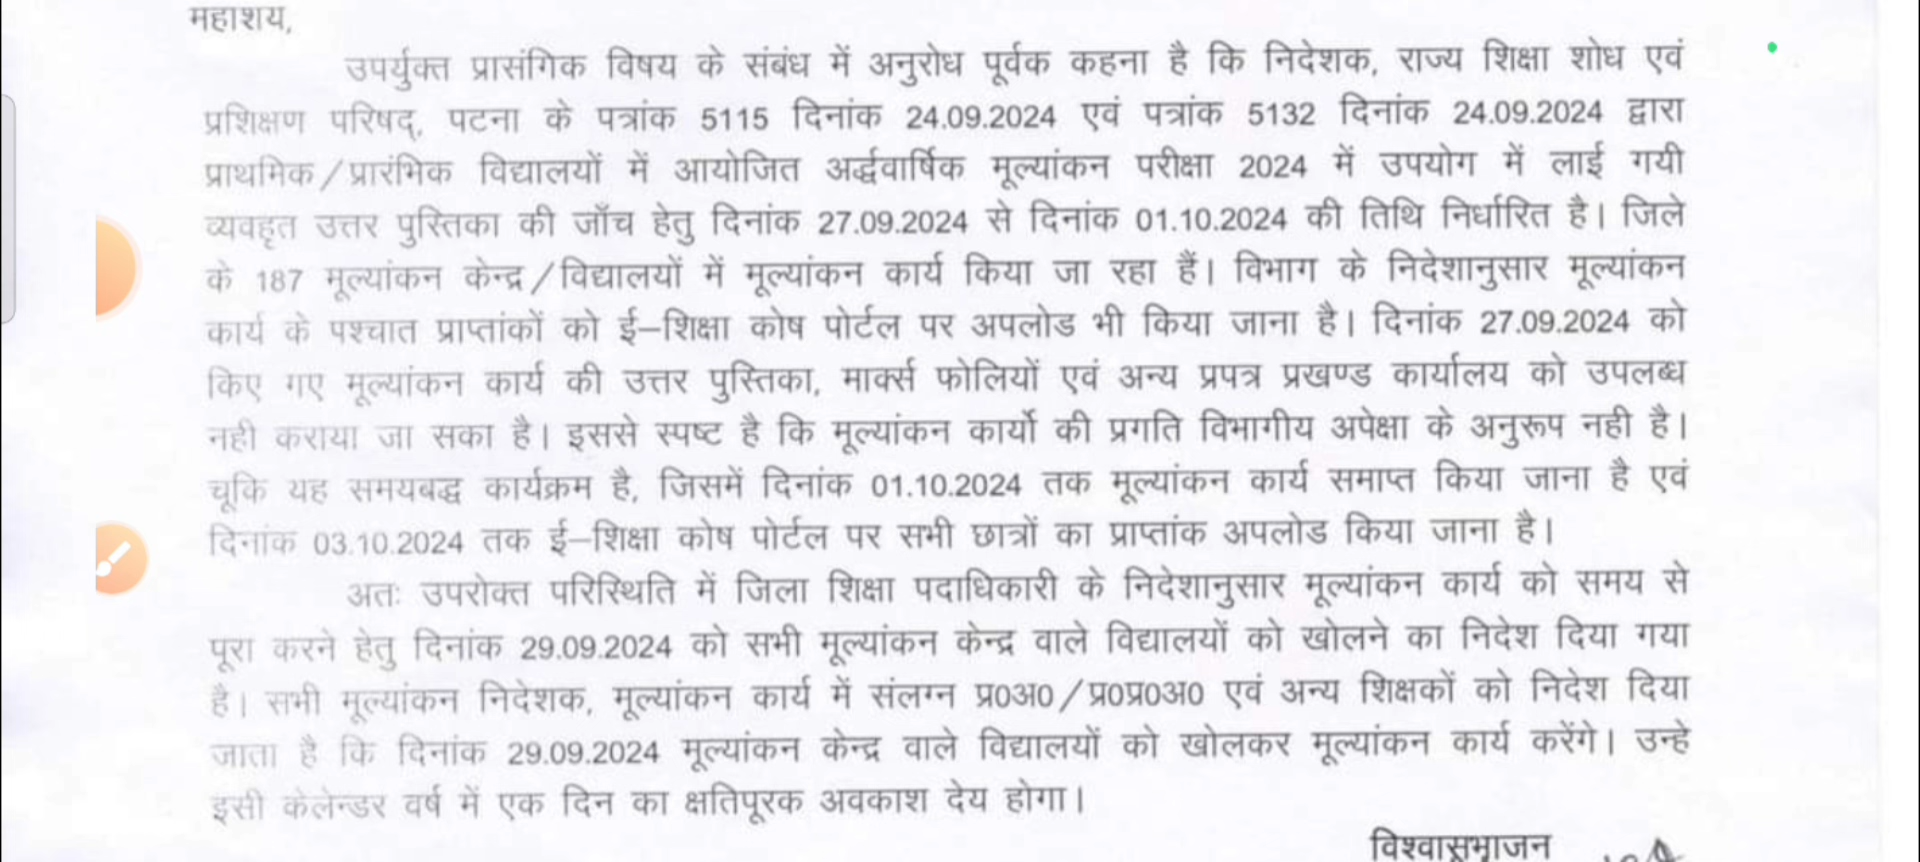 महाशय,
उपर्युक्त प्रासंगिक विषय के संबंध में अनुरोध पूर्वक कहना है कि निदेशक, राज्य शिक्षा शोध एवं
प्रशिक्षण परिषद्, पटना के पत्रांक 5115 दिनांक 24.09.2024 एवं पत्रांक 5132 दिनांक 24.09.2024 द्वारा
प्राथमिक/प्रारंभिक विद्यालयों में आयोजित अर्द्धवार्षिक मूल्यांकन परीक्षा 2024 में उपयोग में लाई गयी
व्यवहृत उत्तर पुस्तिका की जाँच हेतु दिनांक 27.09.2024 से दिनांक 01.10.2024 की तिथि निर्धारित है। जिले
के 187 मूल्यांकन केन्द्र/विद्यालयों में मूल्यांकन कार्य किया जा रहा हैं। विभाग के निदेशानुसार मूल्यांकन
कार्य के पश्चात प्राप्तांकों को ई–शिक्षा कोष पोर्टल पर अपलोड भी किया जाना है। दिनांक 27.09.2024 को
किए गए मूल्यांकन कार्य की उत्तर पुस्तिका, मार्क्स फोलियों एवं अन्य प्रपत्र प्रखण्ड कार्यालय को उपलब्ध
नही कराया जा सका है। इससे स्पष्ट है कि मूल्यांकन कार्यो की प्रगति विभागीय अपेक्षा के अनुरूप नही है।
चूकि यह समयबद्ध कार्यक्रम है, जिसमें दिनांक 01.10.2024 तक मूल्यांकन कार्य समाप्त किया जाना है एवं
दिनांक 03.10.2024 तक ई–शिक्षा कोष पोर्टल पर सभी छात्रों का प्राप्तांक अपलोड किया जाना है।
अतः उपरोक्त परिस्थिति में जिला शिक्षा पदाधिकारी के निदेशानुसार मूल्यांकन कार्य को समय से
पूरा करने हेतु दिनांक 29.09.2024 को सभी मूल्यांकन केन्द्र वाले विद्यालयों को खोलने का निदेश दिया गया
है। सभी मूल्यांकन निदेशक, मूल्यांकन कार्य में संलग्न प्र0अ0/प्र0प्र0अ0 एवं अन्य शिक्षकों को निदेश दिया
जाता है कि दिनांक 29.09.2024 मूल्यांकन केन्द्र वाले विद्यालयों को खोलकर मूल्यांकन कार्य करेंगे। उन्हे
इसी केलेन्डर वर्ष में एक दिन का क्षतिपूरक अवकाश देय होगा।
विश्वासभाजन